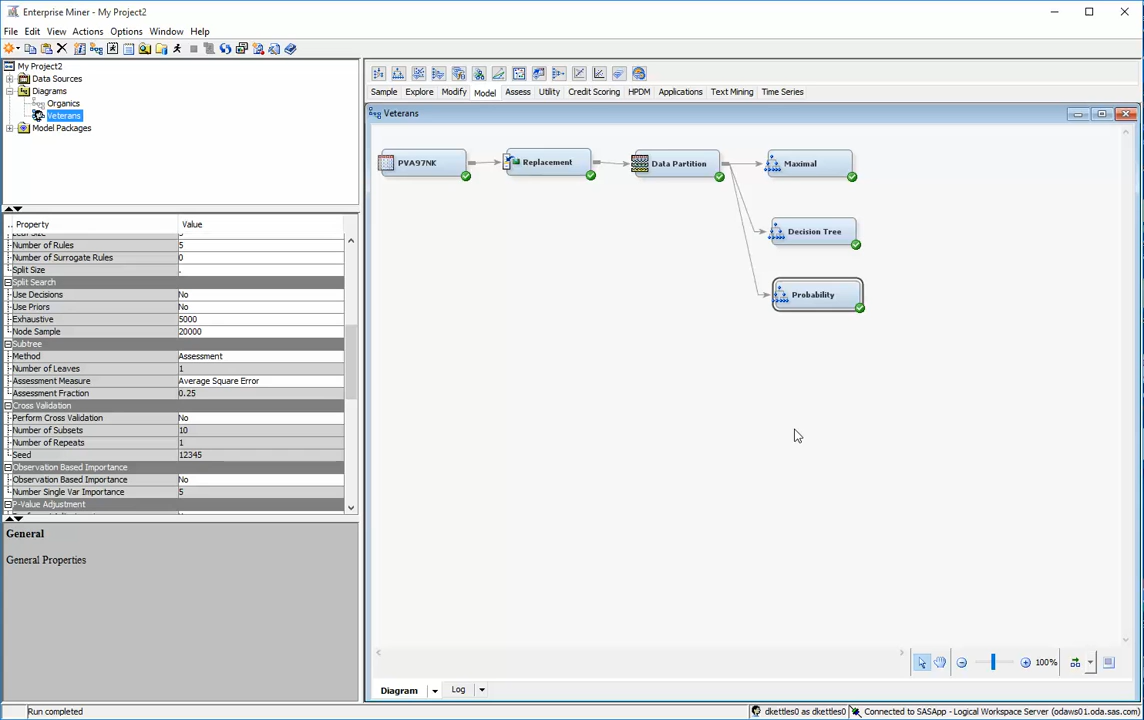 Enterprise Miner - My Project2
File Edit View Actions Options Window Help
My Project2
Data Sources
Diagrams
Organics
Veterans
Model Packages
.. Property Value
Number of Rules 5
Number of Surrogate Rules 0
Split Size .
Split Search
Use Decisions No
Use Priors No
Exhaustive 5000
Node Sample 20000
Subtree
Method Assessment
Number of Leaves 1
Assessment Measure Average Square Error
Assessment Fraction 0.25
Cross Validation
Perform Cross Validation No
Number of Subsets 10
Number of Repeats 1
Seed 12345
Observation Based Importance
Observation Based Importance No
Number Single Var Importance 5
P-Value Adjustment
General
General Properties
Sample Explore Modify Model Assess Utility Credit Scoring HPDM Applications Text Mining Time Series
Veterans
PVA97NK
Replacement
Data Partition
Maximal
Decision Tree
Probability
100%
Diagram Log
Run completed
dkettles0 as dkettles0 Connected to SASApp - Logical Workspace Server (odaws01.oda.sas.com)